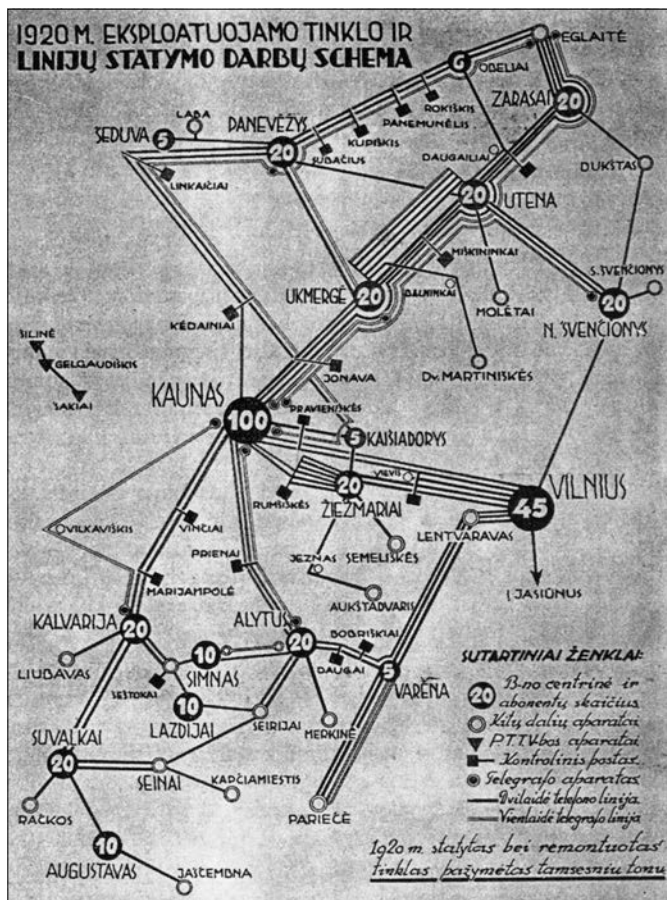 1920 M. EKSPLOATUOJAMO TINKLO IR
LINIJŲ STATYMO DARBŲ SCHEMA
EGLAITĖ
6
OBELIAI
ZARASAI
20
LABA
ŠEDUVA
5
PANEVĖŽYS
20
SUBAČIUS
KUPIŠKIS
PANEMUNĖLIS
ROKIŠKIS
DAUGAILIAI
DUKŠTAS
LINKAIČIAI
20
UTENA
MIŠKININKAI
S. ŠVENČIONYS
20
N. ŠVENČIONYS
UKMERGĖ
20
BALNINKAI
MOLĖTAI
KĖDAINIAI
ŠILINĖ
GELGAUDIŠKIS
ŠAKIAI
JONAVA
Dv. MARTINIŠKĖS
KAUNAS
100
PRAVIENIŠKĖS
5
KAIŠIADORYS
VIEVIS
VILNIUS
45
RUMŠIŠKĖS
20
ŽIEŽMARIAI
VILKAVIŠKIS
VINČIAI
LENTVARAVAS
PRIENAI
JEZNAS
SEMELIŠKĖS
MARIJAMPOLĖ
AUKŠTADVARIS
Į JASIŪNUS
KALVARIJA
20
ALYTUS
20
BOBRIŠKIAI
LIUBAVAS
ŠEŠTOKAI
10
SIMNAS
DAUGAI
5
VARĖNA
10
LAZDIJAI
SEIRIJAI
MERKINĖ
SUVALKAI
20
SEINAI
KAPČIAMIESTIS
PARIEČĖ
RAČKOS
10
AUGUSTAVAS
JAŠČEMBNA
SUTARTINIAI ŽENKLAI:
20
B-no centrinė ir
abonentų skaičius
Kitų dalių aparatai
P.T.T.V-bos aparatai
Kontrolinis postas
Telegrafo aparatas
Dvilaidė telefono linija
Vienlaidė telegrafo linija
1920 m. statytas bei remontuotas
tinklas pažymėtas tamsesniu tonu